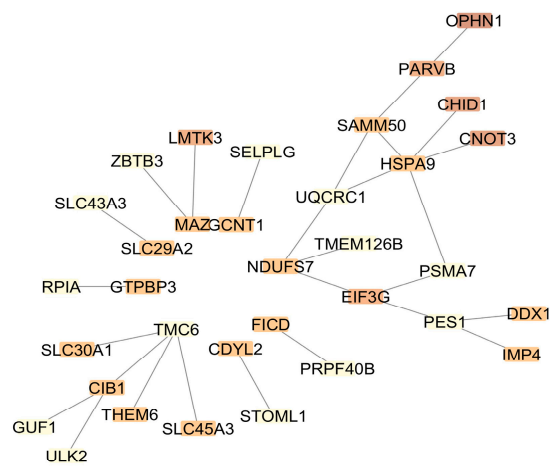 OPHN1
PARVB
CHID1
SAMM50
LMTK3
CNOT3
ZBTB3
SELPLG
HSPA9
UQCRC1
SLC43A3
MAZ
GCNT1
SLC29A2
TMEM126B
NDUFS7
PSMA7
RPIA
GTPBP3
EIF3G
DDX1
PES1
FICD
TMC6
SLC30A1
CDYL2
IMP4
PRPF40B
CIB1
THEM6
STOML1
GUF1
SLC45A3
ULK2